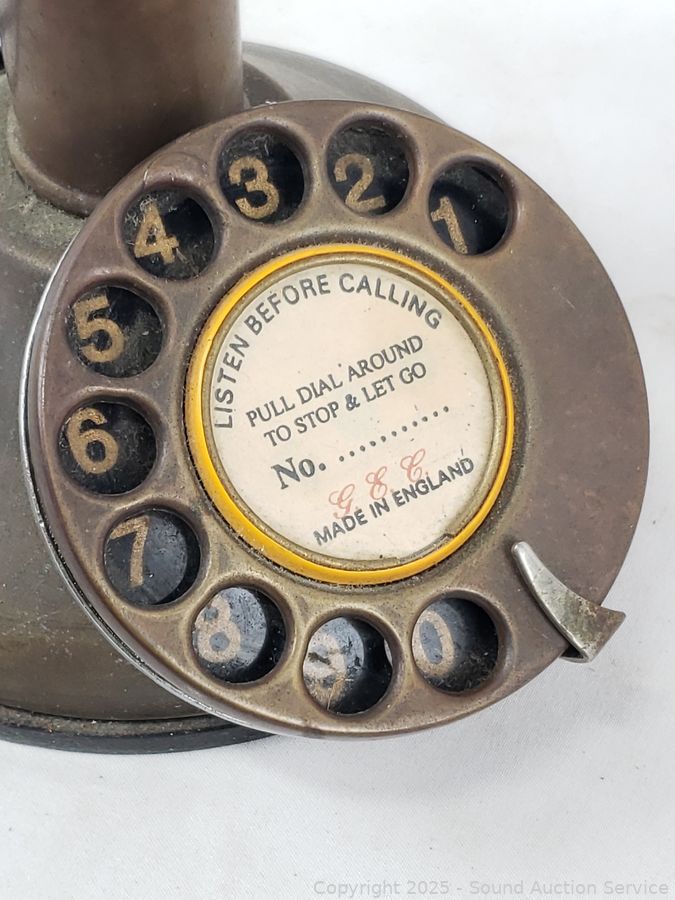 3
2
1
4
5
6
7
8
9
0
LISTEN BEFORE CALLING
PULL DIAL AROUND
TO STOP & LET GO
No. ............
G. E. C.
MADE IN ENGLAND
Copyright 2025 - Sound Auction Service